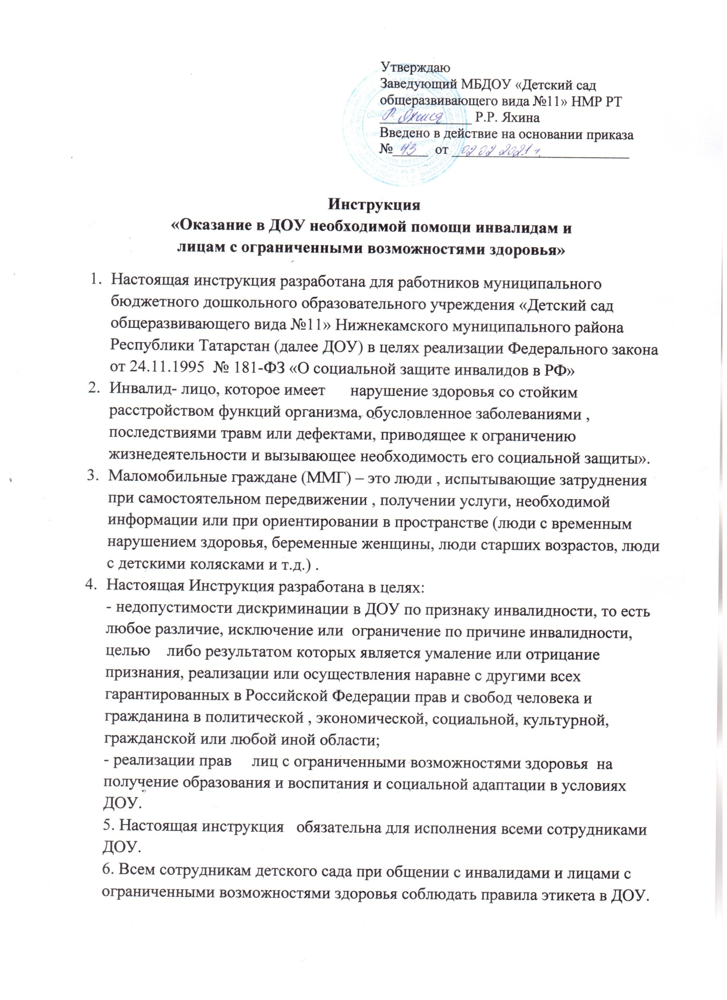 Утверждаю
Заведующий МБДОУ «Детский сад
общеразвивающего вида №11» НМР РТ
Р. Яхина Р.Р. Яхина
Введено в действие на основании приказа
№ 43 от 02.02.2021 г.
Инструкция
«Оказание в ДОУ необходимой помощи инвалидам и
лицам с ограниченными возможностями здоровья»
1. Настоящая инструкция разработана для работников муниципального
бюджетного дошкольного образовательного учреждения «Детский сад
общеразвивающего вида №11» Нижнекамского муниципального района
Республики Татарстан (далее ДОУ) в целях реализации Федерального закона
от 24.11.1995 № 181-ФЗ «О социальной защите инвалидов в РФ»
2. Инвалид- лицо, которое имеет нарушение здоровья со стойким
расстройством функций организма, обусловленное заболеваниями ,
последствиями травм или дефектами, приводящее к ограничению
жизнедеятельности и вызывающее необходимость его социальной защиты».
3. Маломобильные граждане (ММГ) – это люди , испытывающие затруднения
при самостоятельном передвижении , получении услуги, необходимой
информации или при ориентировании в пространстве (люди с временным
нарушением здоровья, беременные женщины, люди старших возрастов, люди
с детскими колясками и т.д.) .
4. Настоящая Инструкция разработана в целях:
- недопустимости дискриминации в ДОУ по признаку инвалидности, то есть
любое различие, исключение или ограничение по причине инвалидности,
целью либо результатом которых является умаление или отрицание
признания, реализации или осуществления наравне с другими всех
гарантированных в Российской Федерации прав и свобод человека и
гражданина в политической , экономической, социальной, культурной,
гражданской или любой иной области;
- реализации прав лиц с ограниченными возможностями здоровья на
получение образования и воспитания и социальной адаптации в условиях
ДОУ.
5. Настоящая инструкция обязательна для исполнения всеми сотрудниками
ДОУ.
6. Всем сотрудникам детского сада при общении с инвалидами и лицами с
ограниченными возможностями здоровья соблюдать правила этикета в ДОУ.